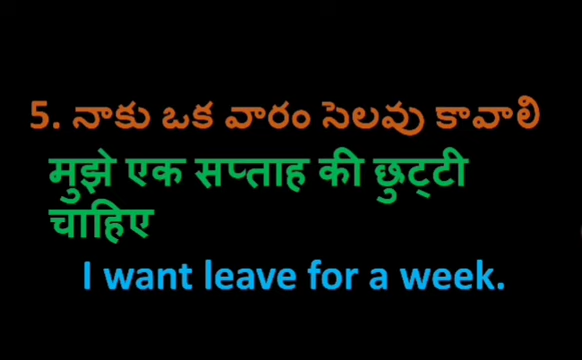 5. నాకు ఒక వారం సెలవు కావాలి
मुझे एक सप्ताह की छुट्टी
चाहिए
I want leave for a week.